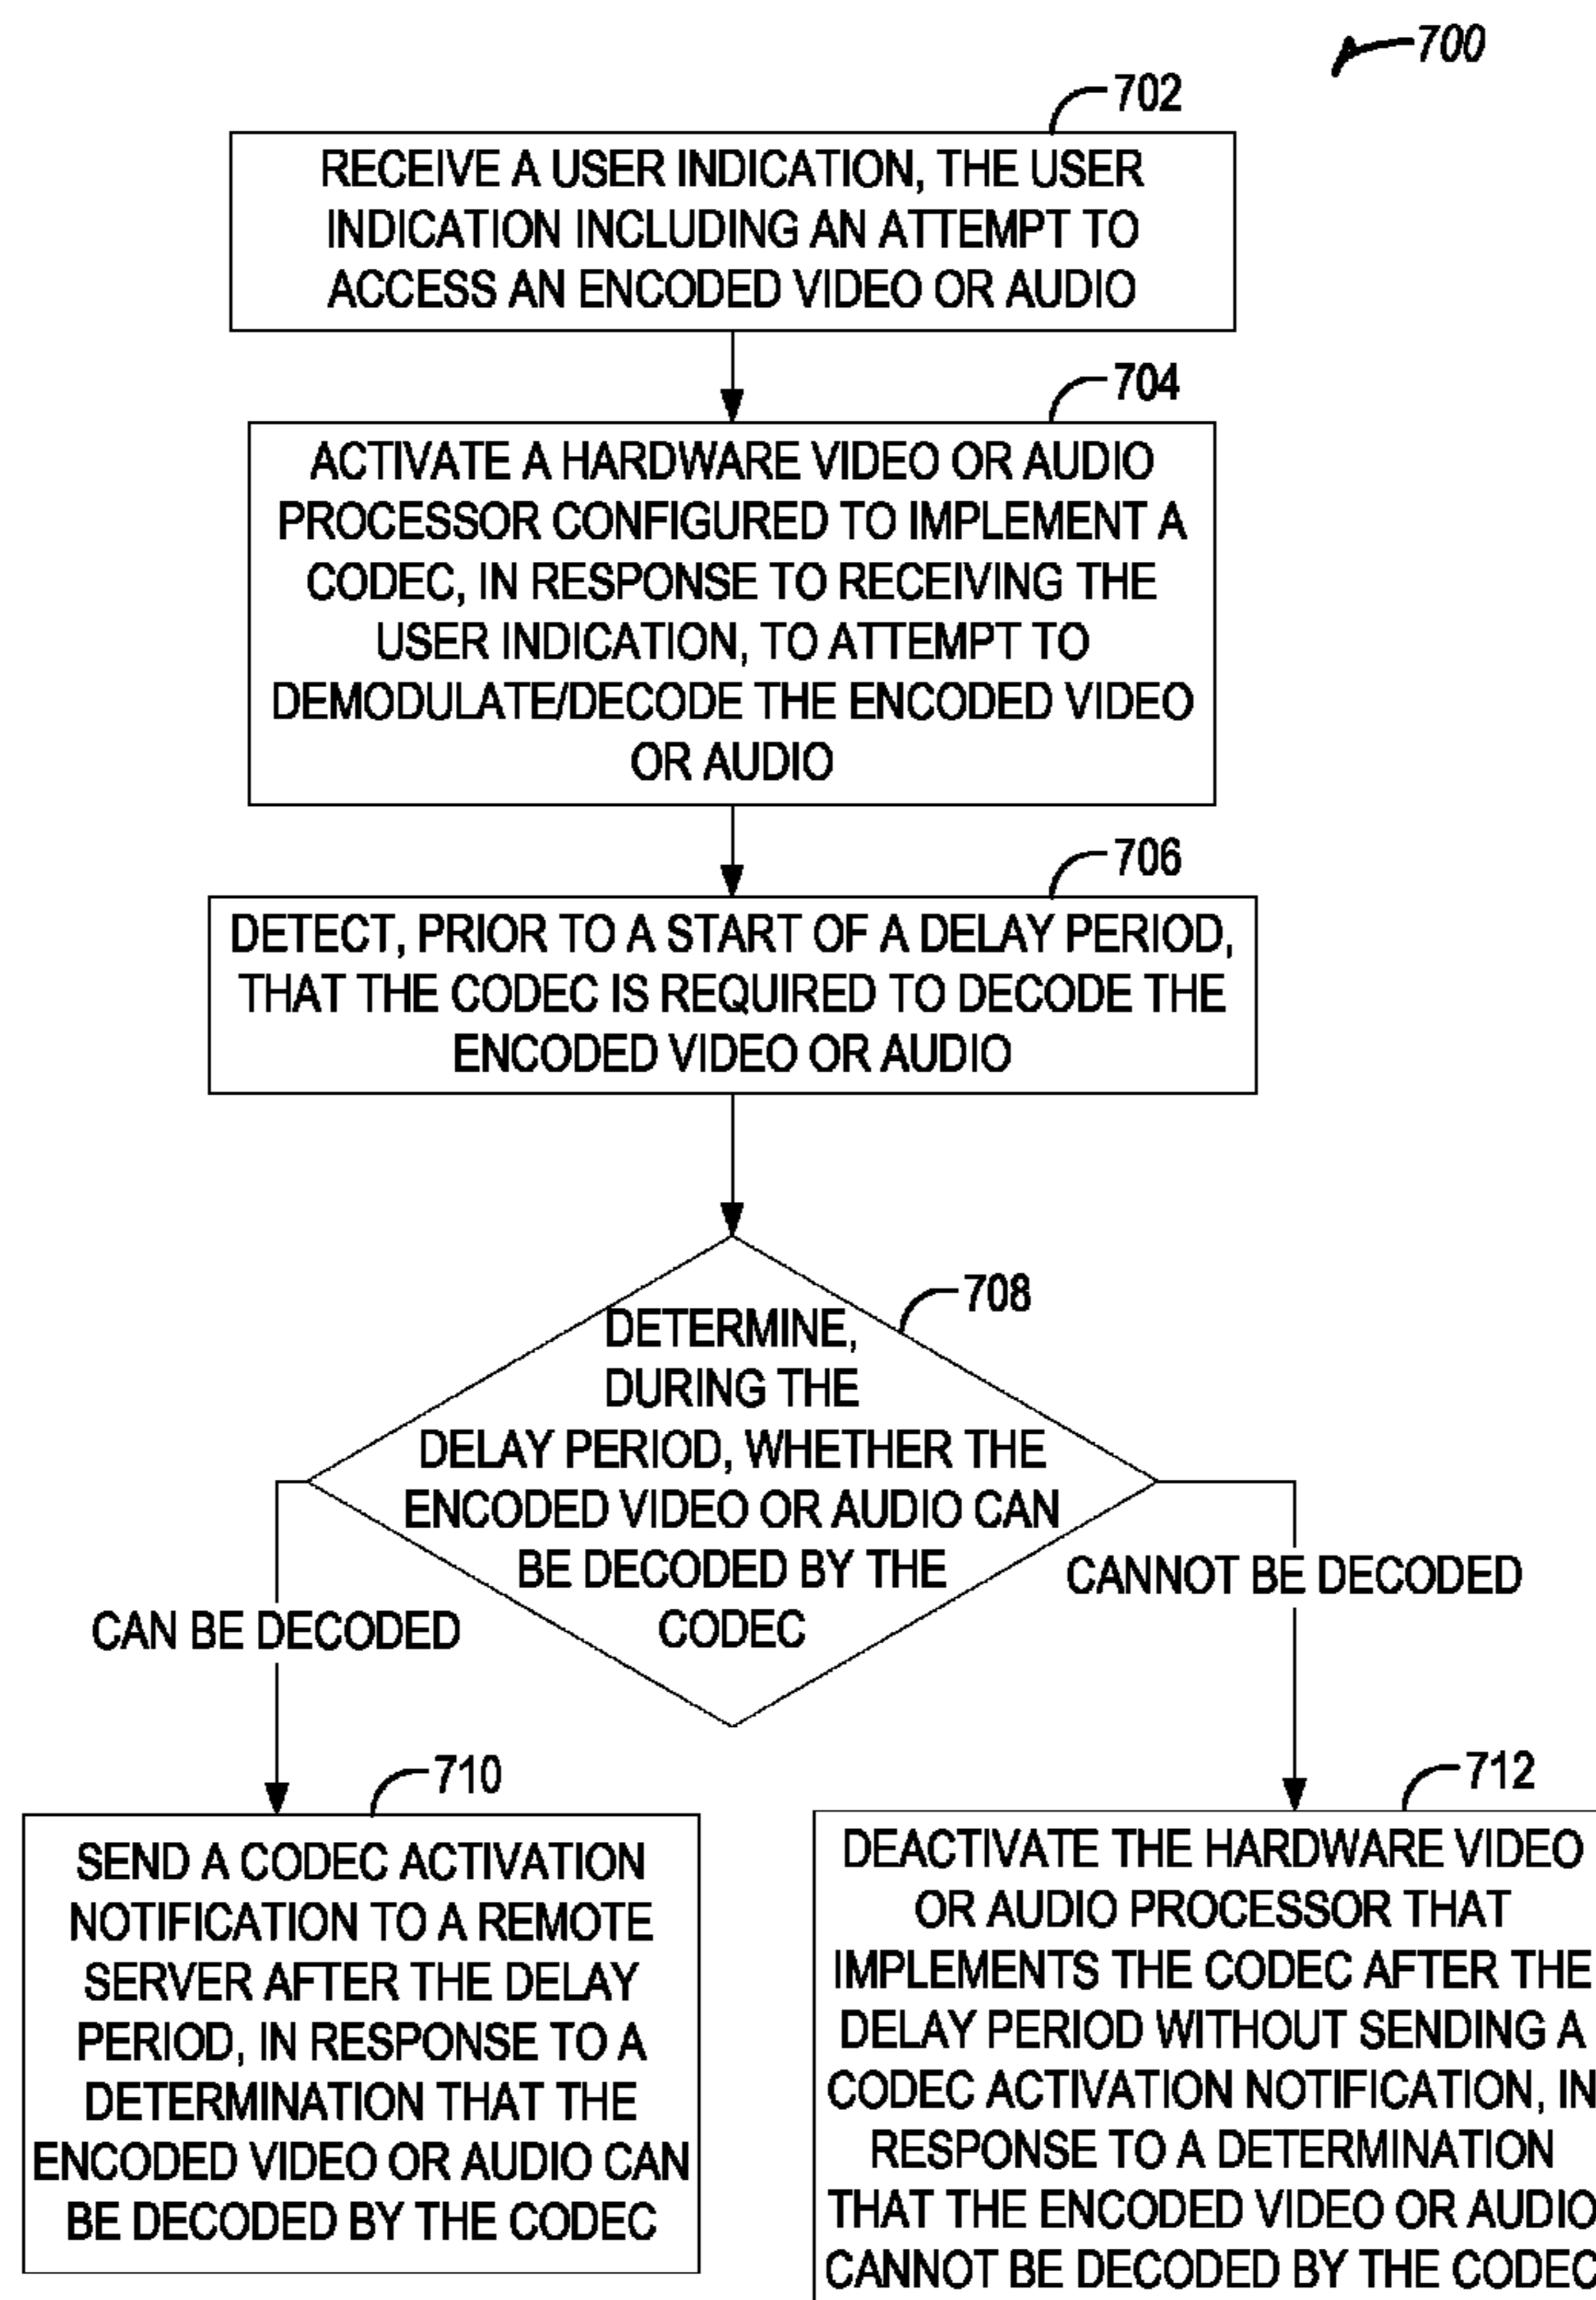 700
702
RECEIVE A USER INDICATION, THE USER
INDICATION INCLUDING AN ATTEMPT TO
ACCESS AN ENCODED VIDEO OR AUDIO
704
ACTIVATE A HARDWARE VIDEO OR AUDIO
PROCESSOR CONFIGURED TO IMPLEMENT A
CODEC, IN RESPONSE TO RECEIVING THE
USER INDICATION, TO ATTEMPT TO
DEMODULATE/DECODE THE ENCODED VIDEO
OR AUDIO
706
DETECT, PRIOR TO A START OF A DELAY PERIOD,
THAT THE CODEC IS REQUIRED TO DECODE THE
ENCODED VIDEO OR AUDIO
708
DETERMINE,
DURING THE
DELAY PERIOD, WHETHER THE
ENCODED VIDEO OR AUDIO CAN
BE DECODED BY THE
CODEC
CAN BE DECODED
CANNOT BE DECODED
710
SEND A CODEC ACTIVATION
NOTIFICATION TO A REMOTE
SERVER AFTER THE DELAY
PERIOD, IN RESPONSE TO A
DETERMINATION THAT THE
ENCODED VIDEO OR AUDIO CAN
BE DECODED BY THE CODEC
712
DEACTIVATE THE HARDWARE VIDEO
OR AUDIO PROCESSOR THAT
IMPLEMENTS THE CODEC AFTER THE
DELAY PERIOD WITHOUT SENDING A
CODEC ACTIVATION NOTIFICATION, IN
RESPONSE TO A DETERMINATION
THAT THE ENCODED VIDEO OR AUDIO
CANNOT BE DECODED BY THE CODEC